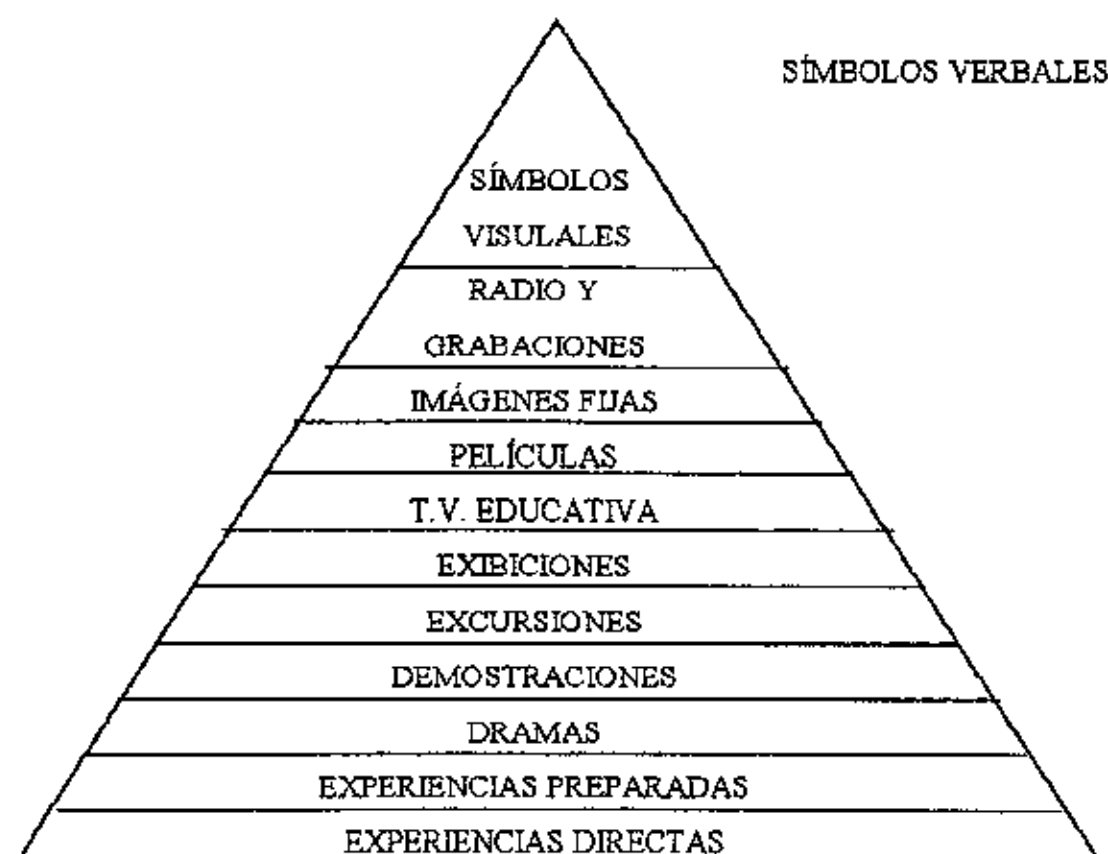 SÍMBOLOS VERBALES
SÍMBOLOS
VISULALES
RADIO Y
GRABACIONES
IMÁGENES FIJAS
PELÍCULAS
T.V. EDUCATIVA
EXIBICIONES
EXCURSIONES
DEMOSTRACIONES
DRAMAS
EXPERIENCIAS PREPARADAS
EXPERIENCIAS DIRECTAS